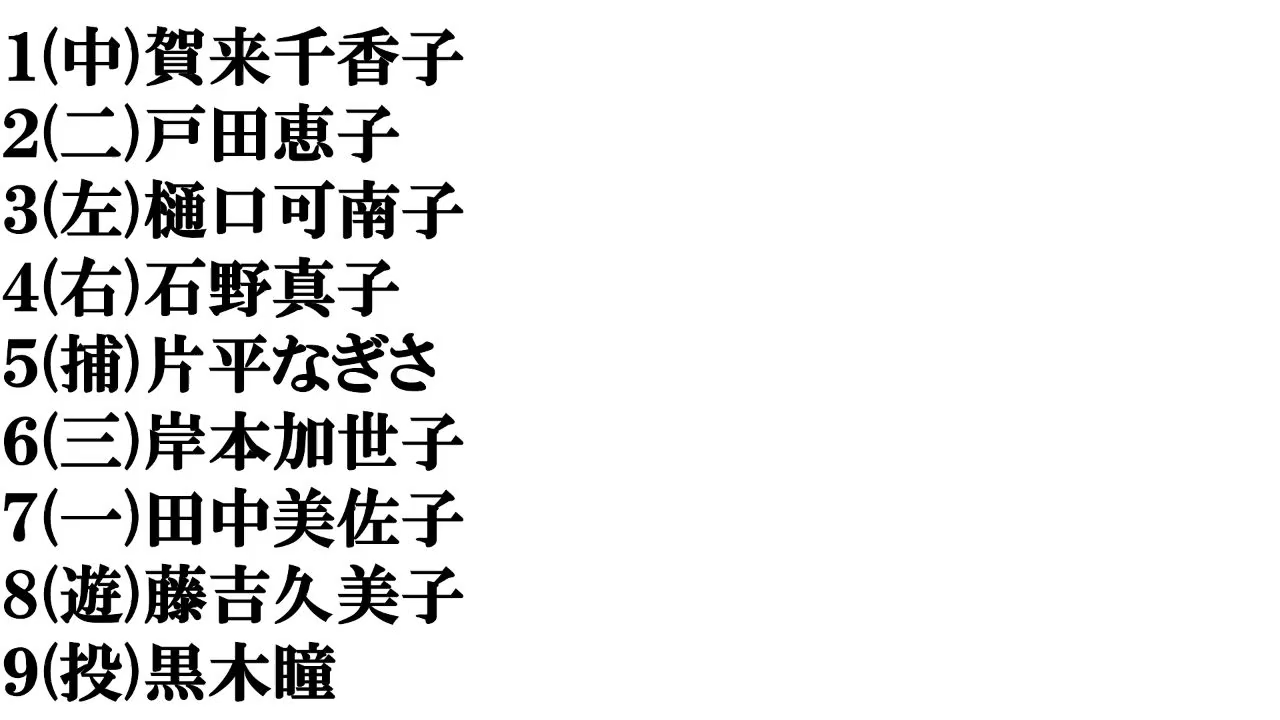 1(中)賀来千香子
2(二)戸田恵子
3(左)樋口可南子
4(右)石野真子
5(捕)片平なぎさ
6(三)岸本加世子
7(一)田中美佐子
8(遊)藤吉久美子
9(投)黒木瞳